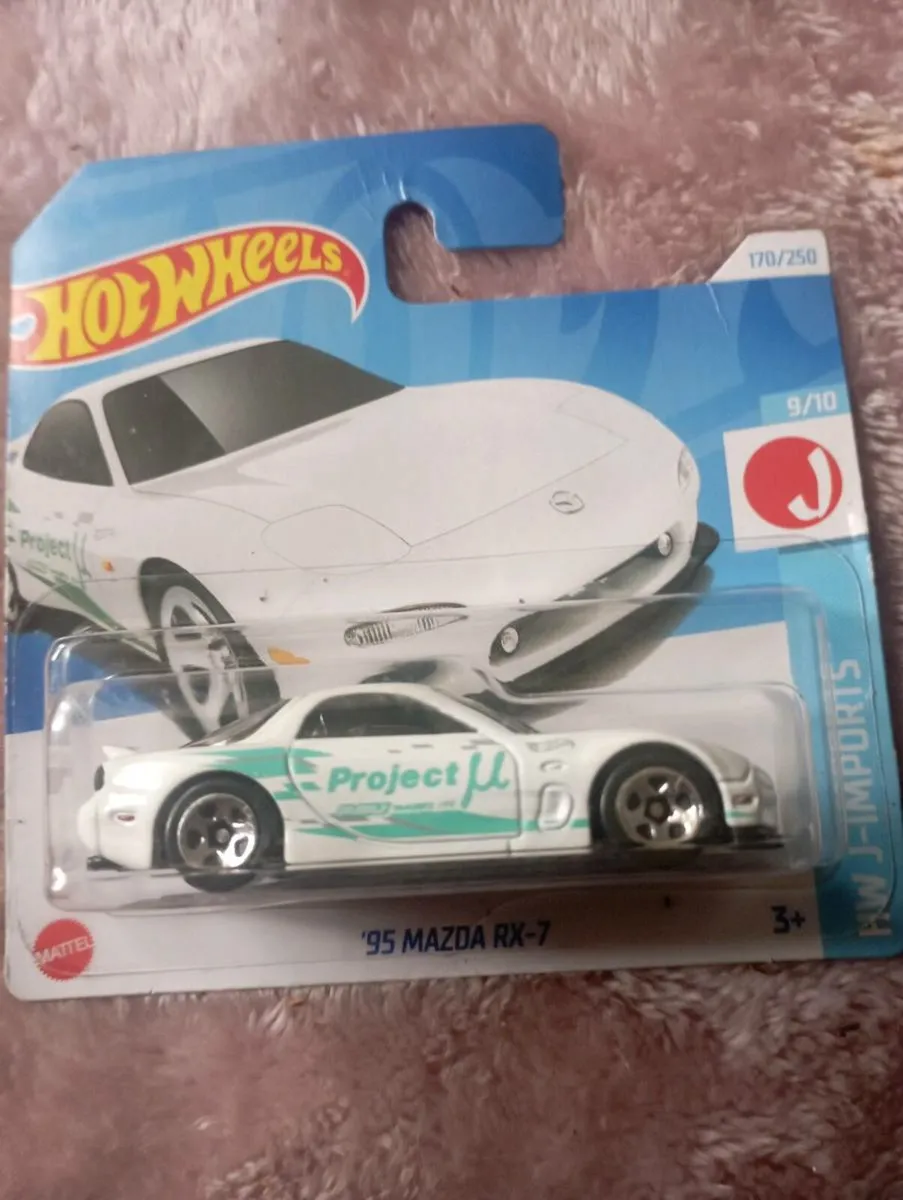 HOT WHEELS
170/250
9/10
J
Project μ
Project μ
HW J-IMPORTS
MATTEL
'95 MAZDA RX-7
3+